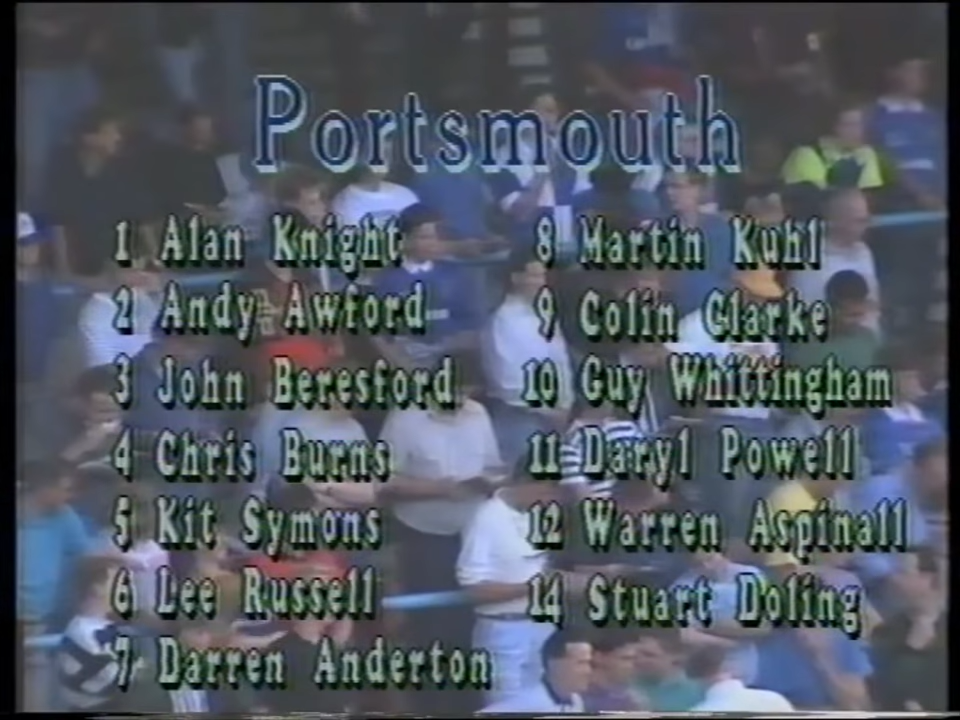 Portsmouth
1 Alan Knight
2 Andy Awford
3 John Beresford
4 Chris Burns
5 Kit Symons
6 Lee Russell
7 Darren Anderton
8 Martin Kuhl
9 Colin Clarke
10 Guy Whittingham
11 Daryl Powell
12 Warren Aspinall
14 Stuart Doling